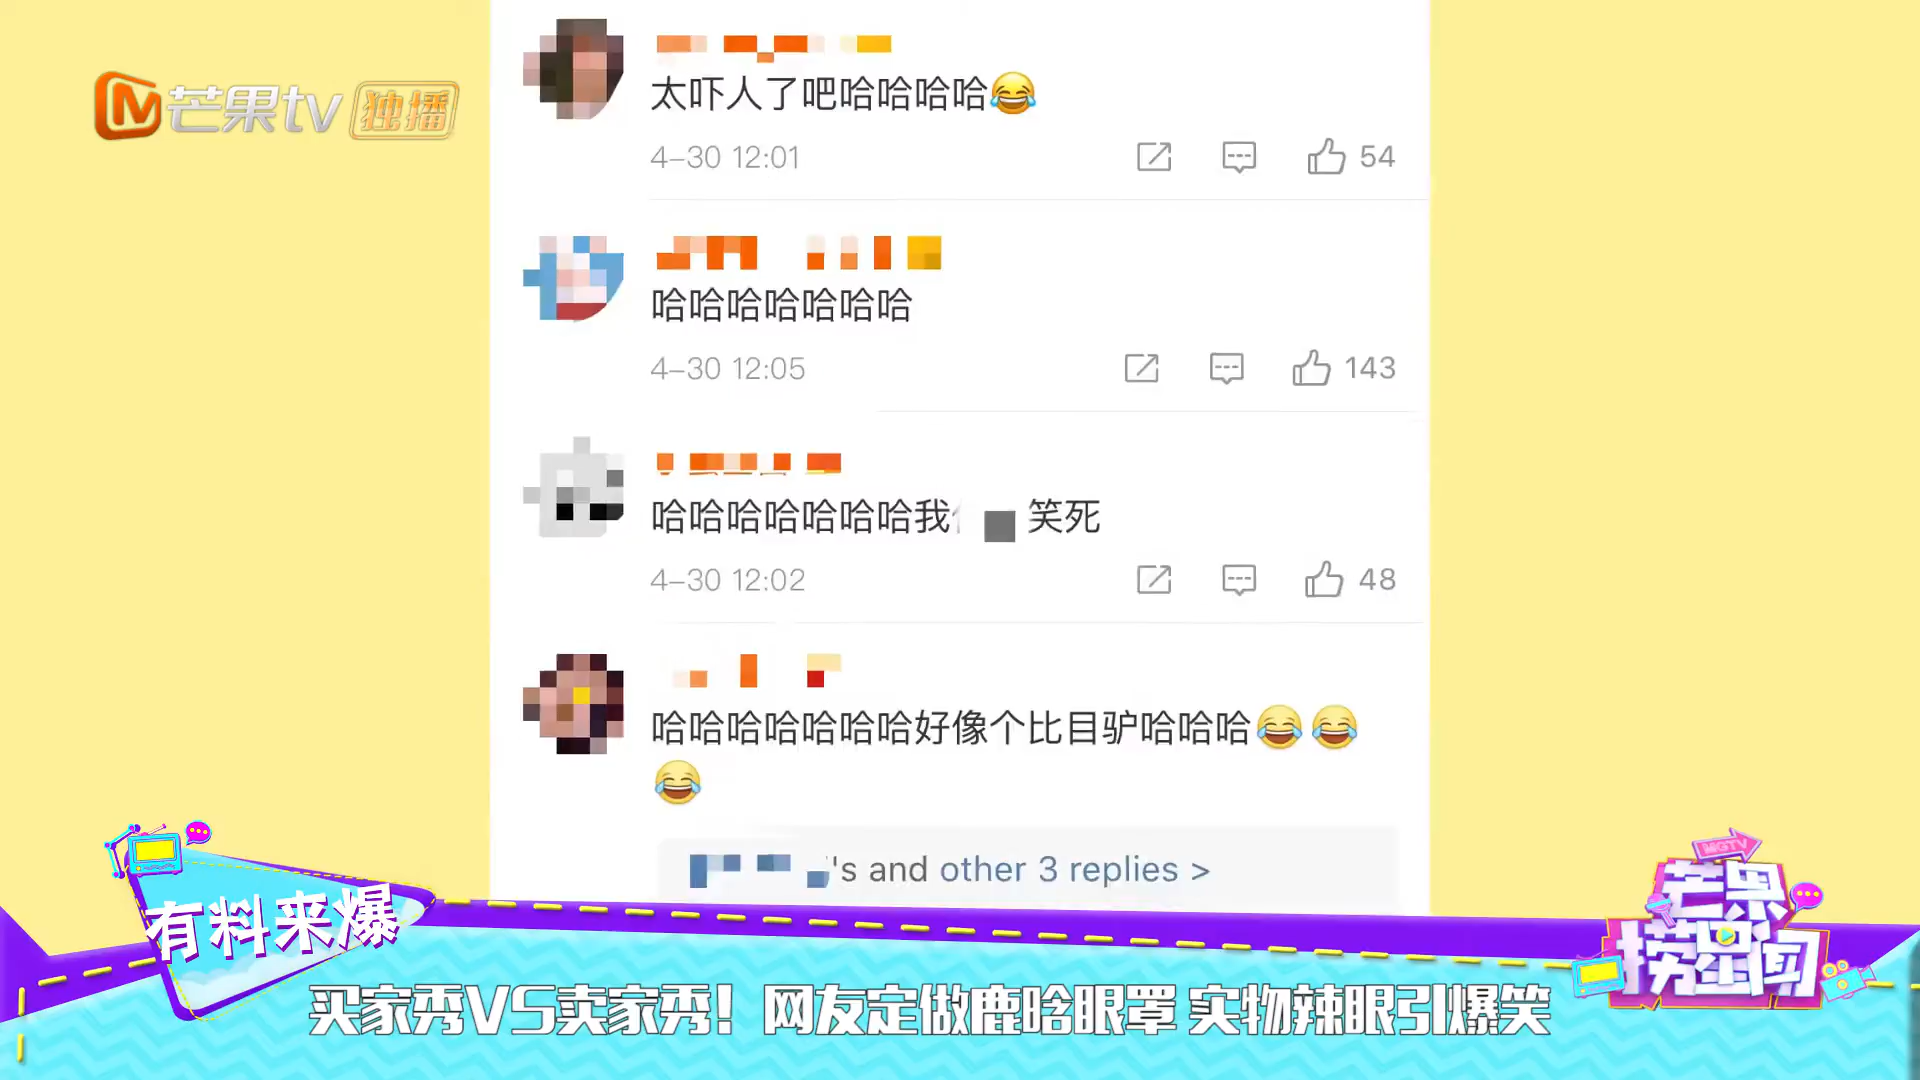 芒果tv 独播
太吓人了吧哈哈哈哈😂
4-30 12:01
54
哈哈哈哈哈哈哈
4-30 12:05
143
哈哈哈哈哈哈哈我 笑死
4-30 12:02
48
哈哈哈哈哈哈哈好像个比目驴哈哈哈😂😂
😂
's and other 3 replies >
有料来爆
MGTV
芒果
捞星闻
买家秀VS卖家秀！网友定做鹿晗眼罩 实物辣眼引爆笑